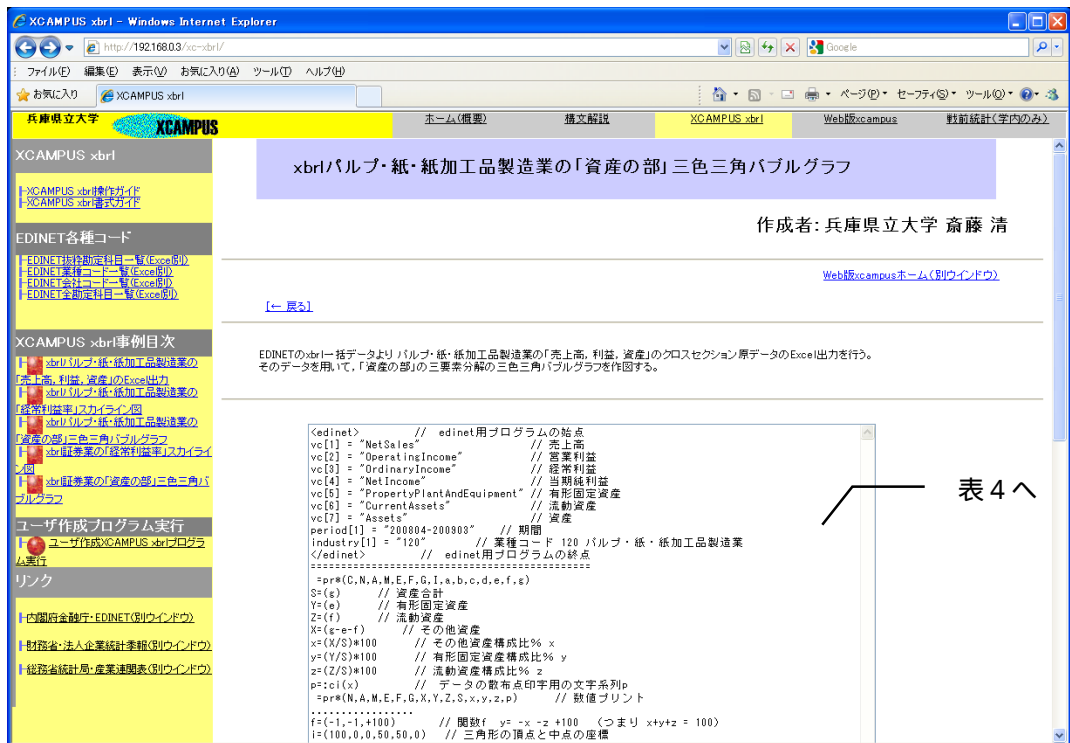 XCAMPUS xbrl - Windows Internet Explorer
http://192.168.0.3/xc-xbrl/
Google
ファイル(F) 編集(E) 表示(V) お気に入り(A) ツール(T) ヘルプ(H)
お気に入り XCAMPUS xbrl ページ(P) セーフティ(S) ツール(O)
兵庫県立大学 XCAMPUS ホーム(概要) 構文解説 XCAMPUS xbrl Web版xcampus 戦前統計(学内のみ)
XCAMPUS xbrl
XCAMPUS xbrl操作ガイド
XCAMPUS xbrl書式ガイド
EDINET各種コード
EDINET抜粋勘定科目一覧(Excel別)
EDINET業種コード一覧(Excel別)
EDINET会社コード一覧(Excel別)
EDINET全勘定科目一覧(Excel別)
XCAMPUS xbrl事例目次
xbrlパルプ・紙・紙加工品製造業の
「売上高, 利益, 資産」のExcel出力
xbrlパルプ・紙・紙加工品製造業の
「経常利益率」スカイライン図
xbrlパルプ・紙・紙加工品製造業の
「資産の部」三色三角バブルグラフ
xbrl証券業の「経常利益率」スカイライ
ン図
xbrl証券業の「資産の部」三色三角バ
ブルグラフ
ユーザ作成プログラム実行
ユーザ作成XCAMPUS xbrlプログラ
ム実行
リンク
内閣府金融庁・EDINET(別ウインドウ)
財務省・法人企業統計季報(別ウインドウ)
総務省統計局・産業連関表(別ウインドウ)
xbrlパルプ・紙・紙加工品製造業の「資産の部」三色三角バブルグラフ
作成者: 兵庫県立大学 斎藤 清
Web版xcampusホーム(別ウインドウ)
[← 戻る]
EDINETのxbrl一括データより パルプ・紙・紙加工品製造業の「売上高, 利益, 資産」のクロスセクション原データのExcel出力を行う。
そのデータを用いて,「資産の部」の三要素分解の三色三角バブルグラフを作図する。
<edinet> // edinet用プログラムの始点
vc[1] = "NetSales" // 売上高
vc[2] = "OperatingIncome" // 営業利益
vc[3] = "OrdinaryIncome" // 経常利益
vc[4] = "NetIncome" // 当期純利益
vc[5] = "PropertyPlantAndEquipment" // 有形固定資産
vc[6] = "CurrentAssets" // 流動資産
vc[7] = "Assets" // 資産
period[1] = "200804-200903" // 期間
industry[1] = "120" // 業種コード 120 パルプ・紙・紙加工品製造業
</edinet> // edinet用プログラムの終点
==============================================
=pr*(C,N,A,M,E,F,G,I,a,b,c,d,e,f,g)
S=(g) // 資産合計
Y=(e) // 有形固定資産
Z=(f) // 流動資産
X=(g-e-f) // その他資産
x=(X/S)*100 // その他資産構成比% x
y=(Y/S)*100 // 有形固定資産構成比% y
z=(Z/S)*100 // 流動資産構成比% z
p=:ci(x) // データの散布点印字用の文字系列p
=pr*(N,A,M,E,F,G,X,Y,Z,S,x,y,z,p) // 数値プリント
.................
f=(-1,-1,+100) // 関数f y= -x -z +100 (つまり x+y+z = 100)
i=(100,0,0,50,50,0) // 三角形の頂点と中点の座標
表4へ